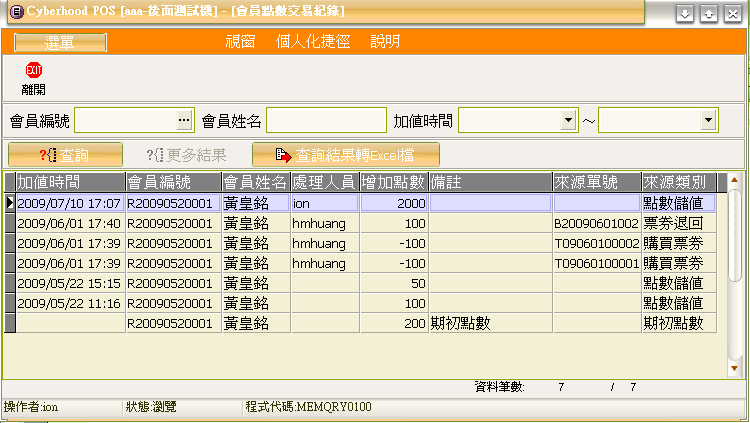 Cyberhood POS [aaa-後面測試機] - [會員點數交易紀錄]
選單 視窗 個人化捷徑 說明
EXIT
離開
會員編號 ... 會員姓名 加值時間 ~
?{} 查詢 ?{} 更多結果 查詢結果轉Excel檔
加值時間 會員編號 會員姓名 處理人員 增加點數 備註 來源單號 來源類別
2009/07/10 17:07 R20090520001 黃皇銘 ion 2000 點數儲值
2009/06/01 17:40 R20090520001 黃皇銘 hmhuang 100 B20090601002 票券返回
2009/06/01 17:39 R20090520001 黃皇銘 hmhuang -100 T09060100002 購買票券
2009/06/01 17:39 R20090520001 黃皇銘 hmhuang -100 T09060100001 購買票券
2009/05/22 15:15 R20090520001 黃皇銘 50 點數儲值
2009/05/22 11:16 R20090520001 黃皇銘 100 點數儲值
R20090520001 黃皇銘 200 期初點數 期初點數
資料筆數: 7 / 7
操作者:ion 狀態:瀏覽 程式代碼:MEMQRY0100